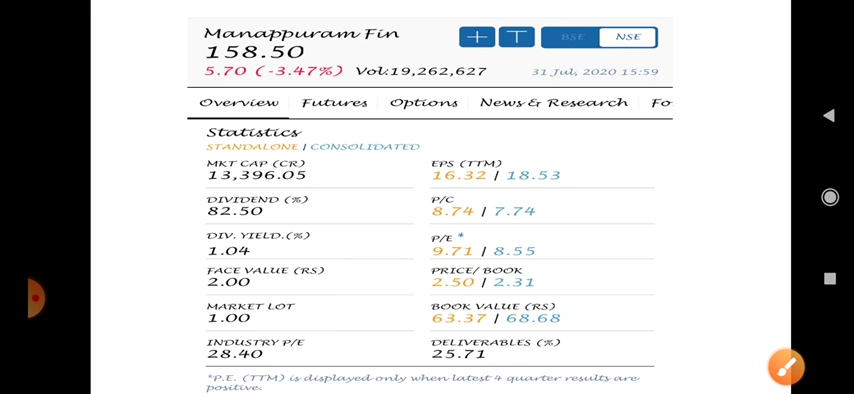 Manappuram Fin
158.50
5.70 ( -3.47%) Vol:19,262,627
BSE NSE
31 Jul, 2020 15:59
Overview Futures Options News & Research Fo
Statistics
STANDALONE / CONSOLIDATED
MKT CAP (CR)
13,396.05
EPS (TTM)
16.32 / 18.53
DIVIDEND (%)
82.50
P/C
8.74 / 7.74
DIV. YIELD.(%)
1.04
P/E *
9.71 / 8.55
FACE VALUE (RS)
2.00
PRICE/ BOOK
2.50 / 2.31
MARKET LOT
1.00
BOOK VALUE (RS)
63.37 / 68.68
INDUSTRY P/E
28.40
DELIVERABLES (%)
25.71
*P.E. (TTM) is displayed only when latest 4 quarter results are
positive.